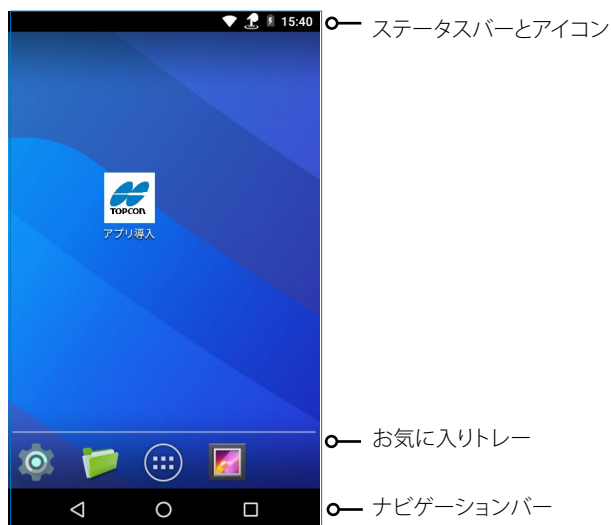 15:40
ステータスバーとアイコン
TOPCON
アプリ導入
お気に入りトレー
ナビゲーションバー